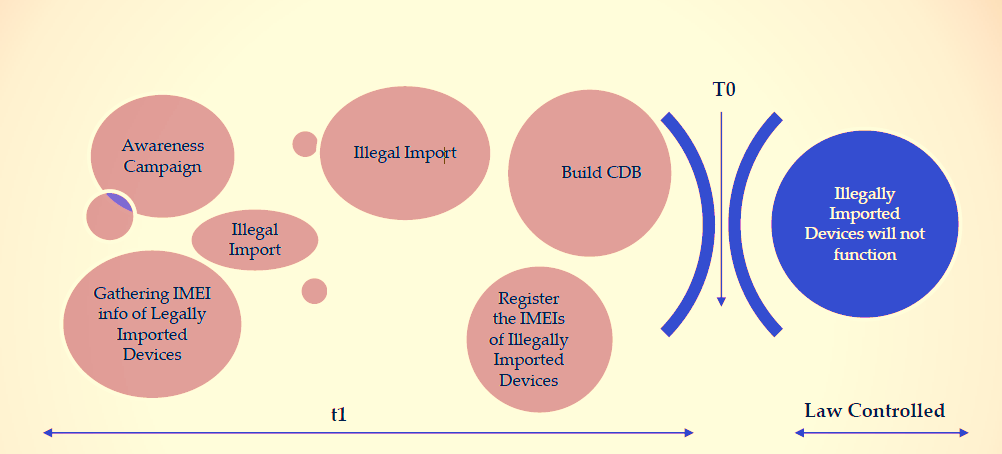 T0
Awareness
Campaign
Illegal Import
Build CDB
Illegally
Imported
Devices will not
function
Illegal
Import
Gathering IMEI
info of Legally
Imported
Devices
Register
the IMEIs
of Illegally
Imported
Devices
t1
Law Controlled